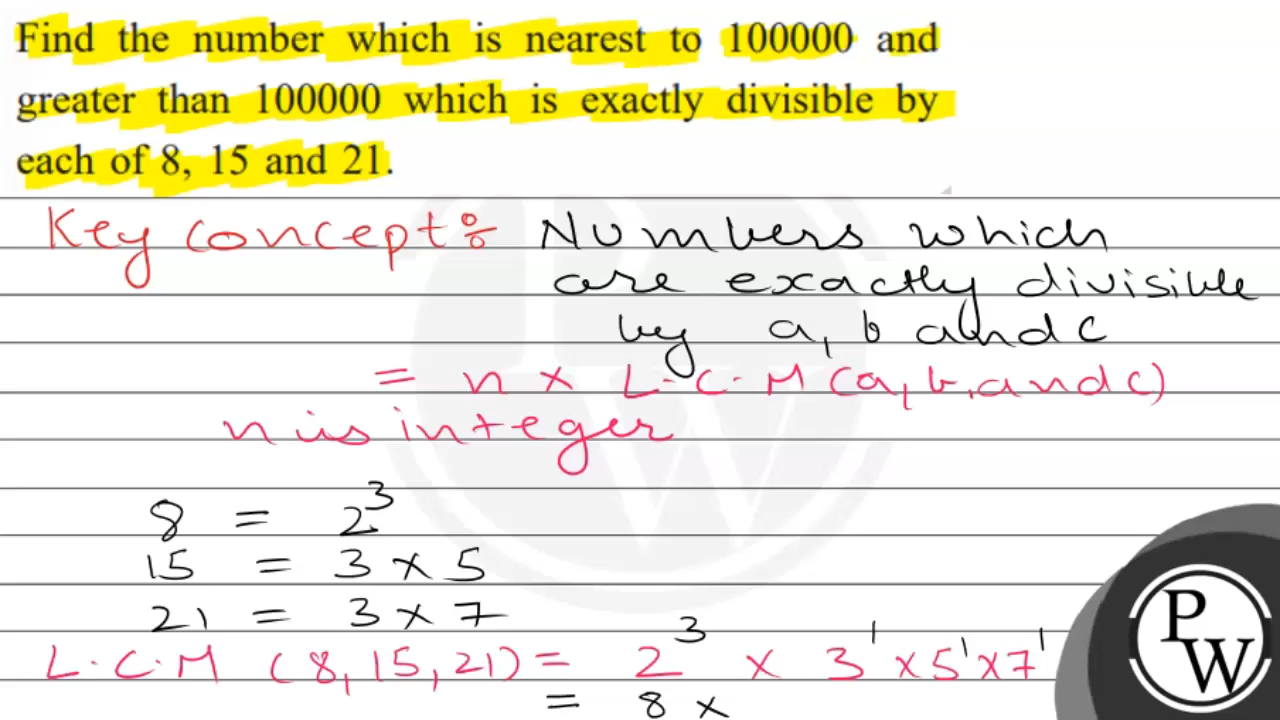 Find the number which is nearest to 100000 and
greater than 100000 which is exactly divisible by
each of 8, 15 and 21.
Key concept: Numbers which
are exactly divisible
by a, b and c
= n × L.C.M (a, b, and c)
n is integer
8 = 2³
15 = 3 × 5
21 = 3 × 7
L.C.M (8, 15, 21) = 2³ × 3¹ × 5¹ × 7¹
= 8 ×
PW